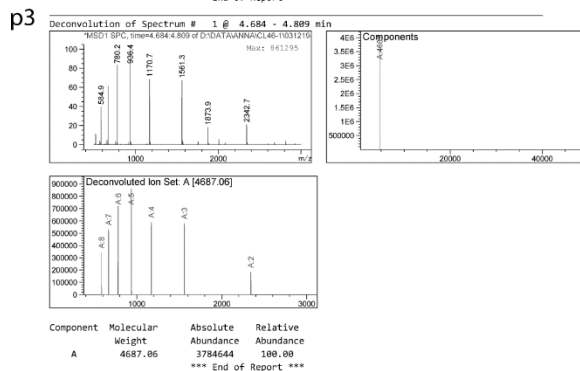 End of Report
p3
Deconvolution of Spectrum # 1 @ 4.684 - 4.809 min
*MSD1 SPC, time=4.684:4.809 of D:\DATA\ANNA\CL46-11031219
Max: 861295
100
80
60
40
20
0
584.9
780.2
936.4
1170.7
1561.3
1873.9
2342.7
1000
2000
m/z
Components
4E6
3.5E6
3E6
2.5E6
2E6
1.5E6
1E6
500000
20000
40000
Deconvoluted Ion Set: A [4687.06]
900000
800000
700000
600000
500000
400000
300000
200000
100000
0
A:8
A:7
A:6
A:5
A:4
A:3
A:2
1000
2000
3000
Component Molecular Absolute Relative
Weight Abundance Abundance
A 4687.06 3784644 100.00
*** End of Report ***